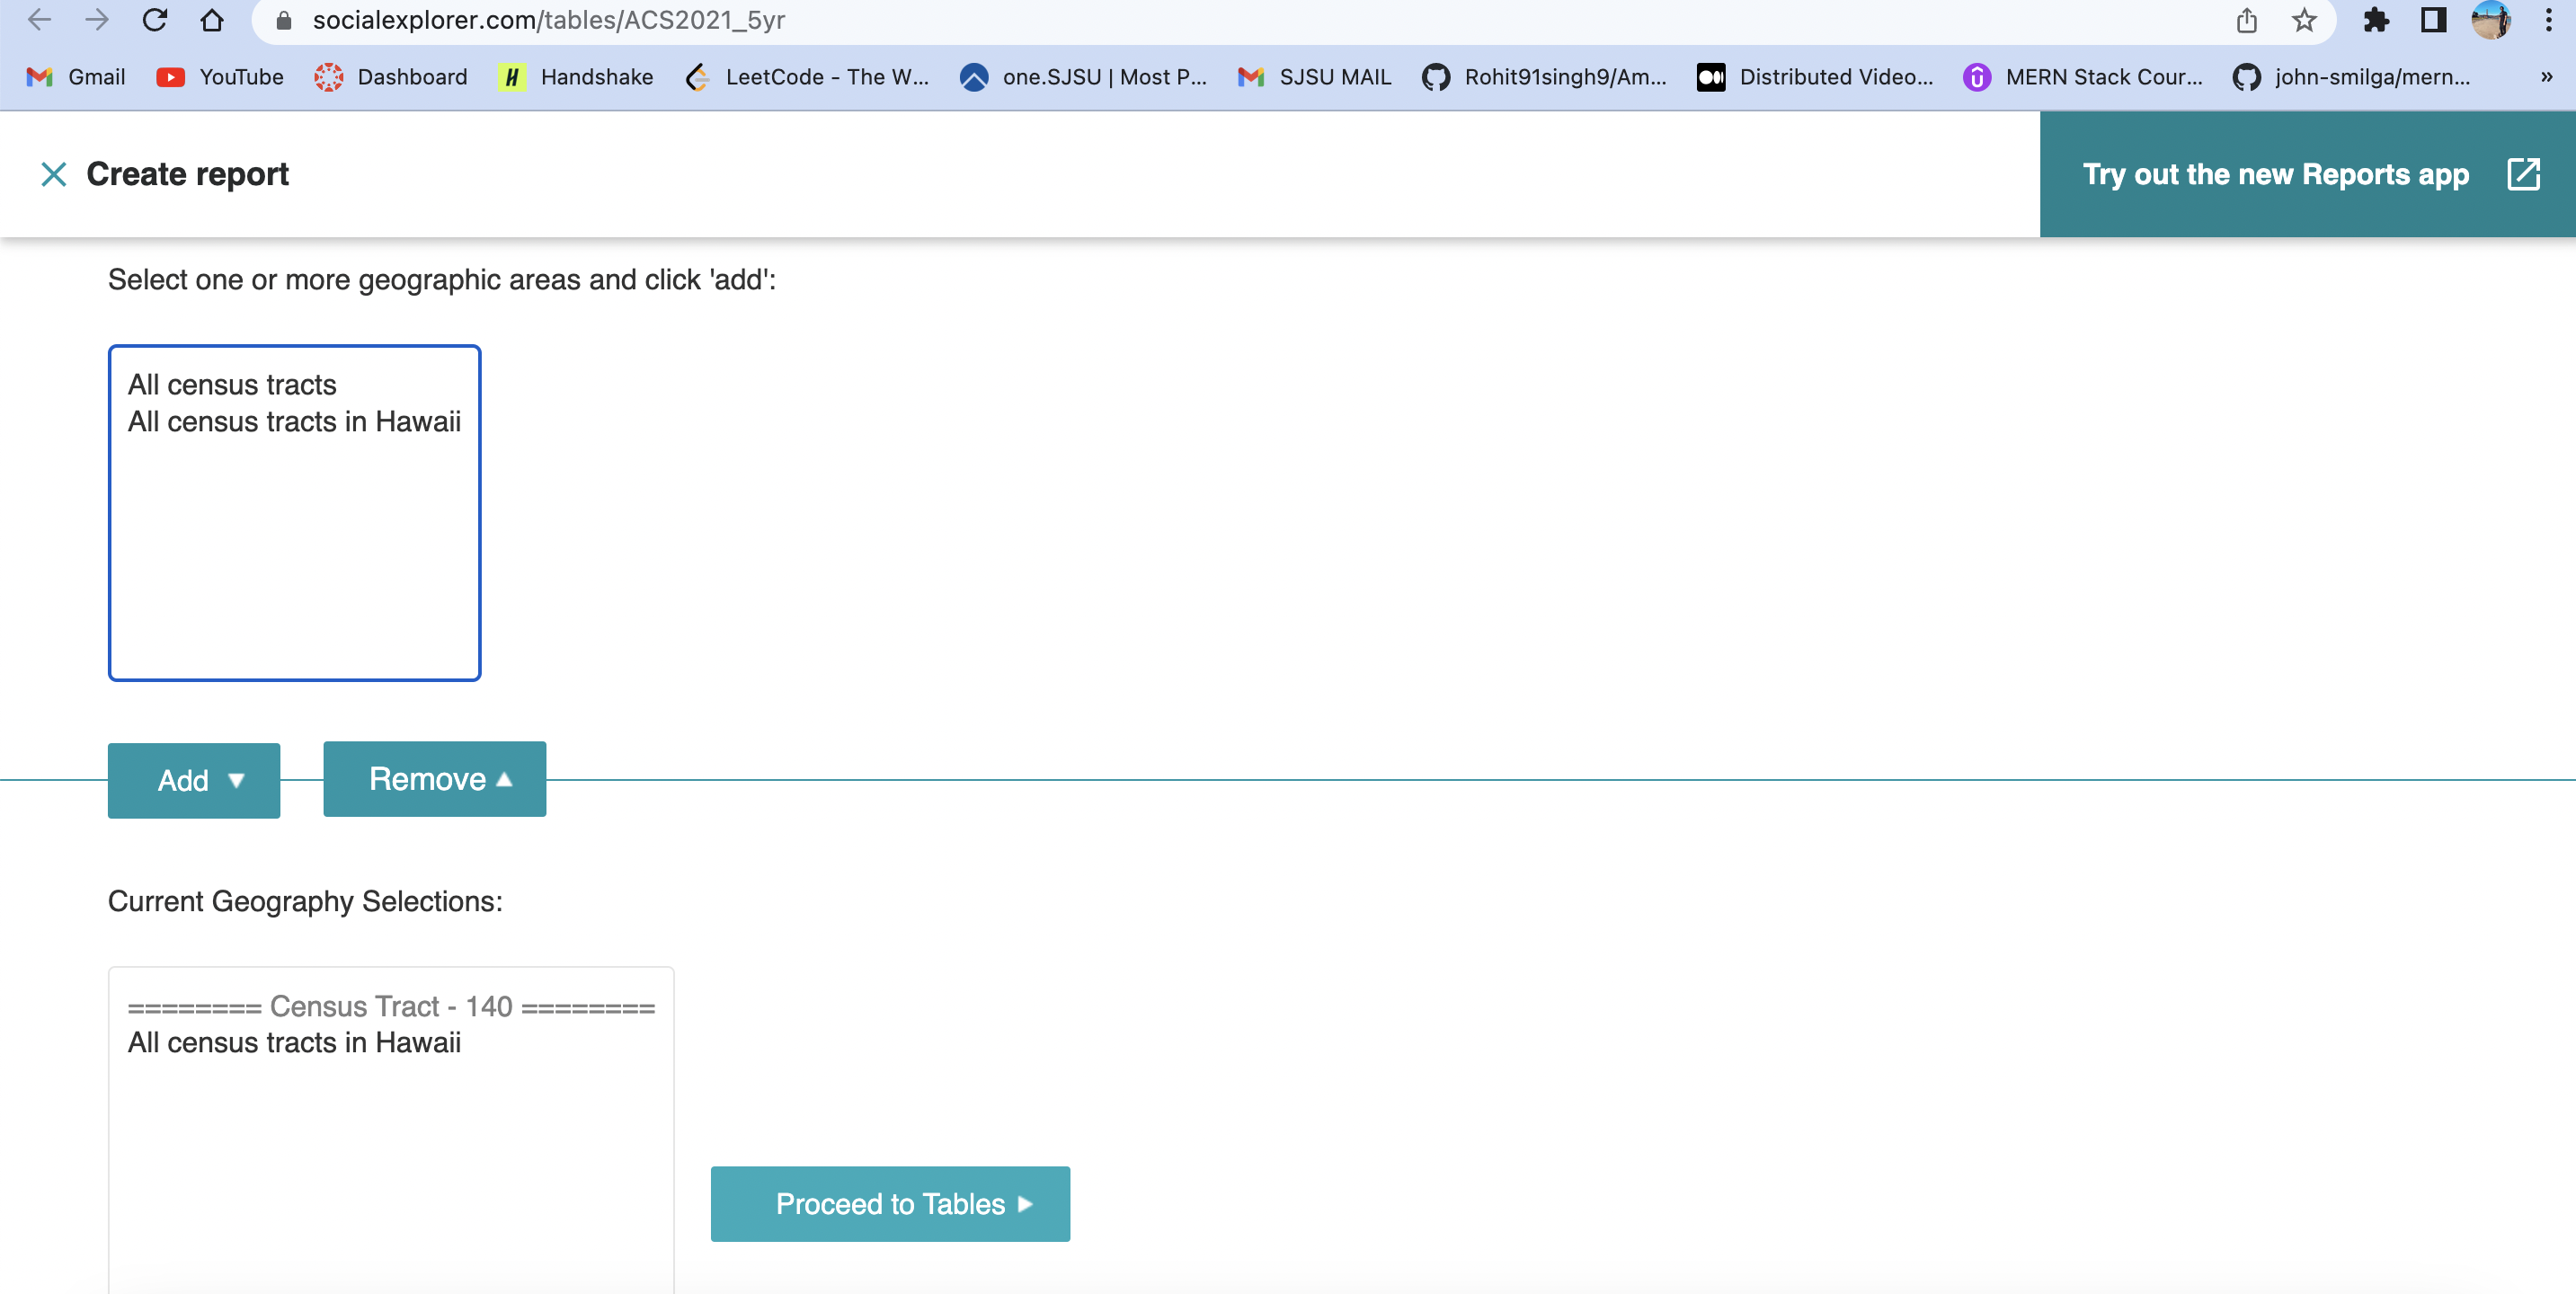 socialexplorer.com/tables/ACS2021_5yr
Gmail YouTube Dashboard H Handshake LeetCode - The W... one.SJSU | Most P... SJSU MAIL Rohit91singh9/Am... Distributed Video... MERN Stack Cour... john-smilga/mern... »
Create report
Try out the new Reports app
Select one or more geographic areas and click 'add':
All census tracts
All census tracts in Hawaii
Add ▼ Remove ▲
Current Geography Selections:
======== Census Tract - 140 ========
All census tracts in Hawaii
Proceed to Tables ►